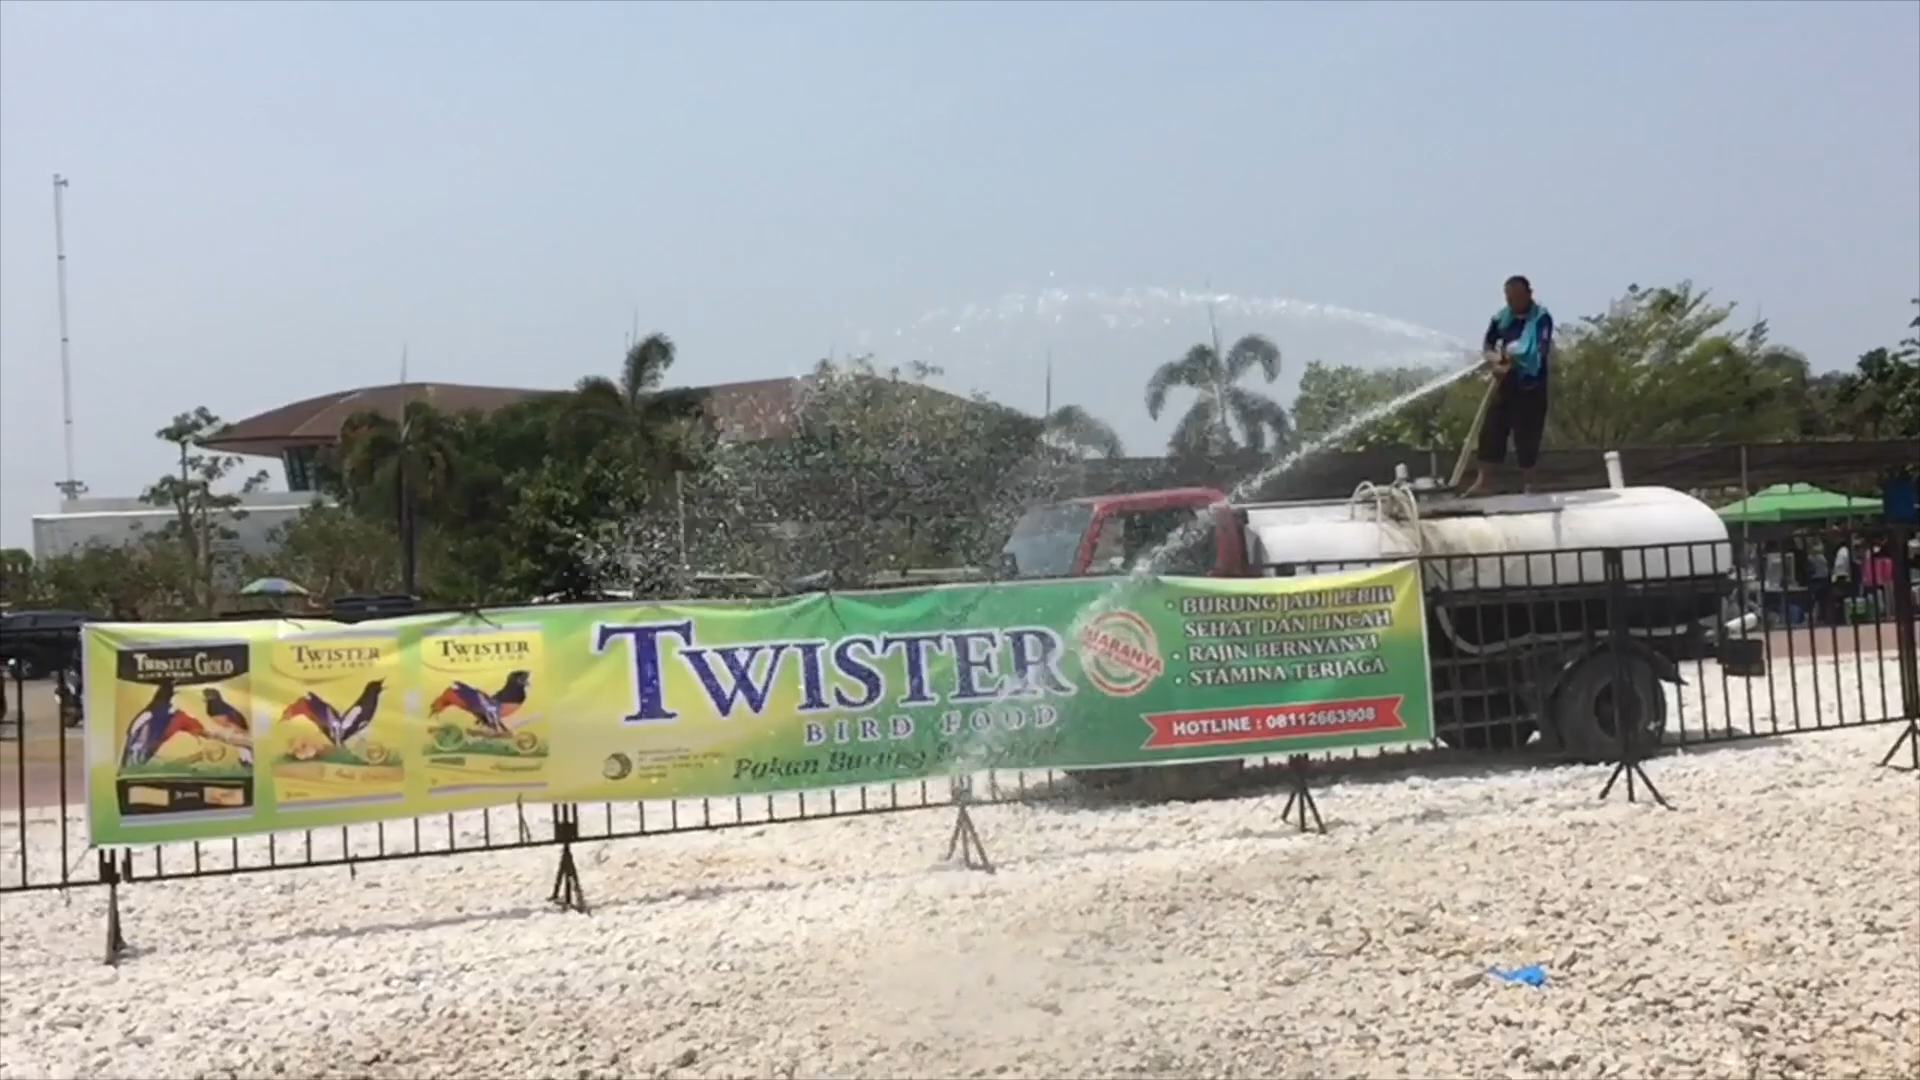 TWISTER GOLD
TWISTER
BIRD FOOD
TWISTER
BIRD FOOD
TWISTER
BIRD FOOD
Pakan Burung
JUARANYA
• BURUNG JADI LEBIH
SEHAT DAN LINCAH
• RAJIN BERNYANYI
• STAMINA TERJAGA
HOTLINE : 08112663908